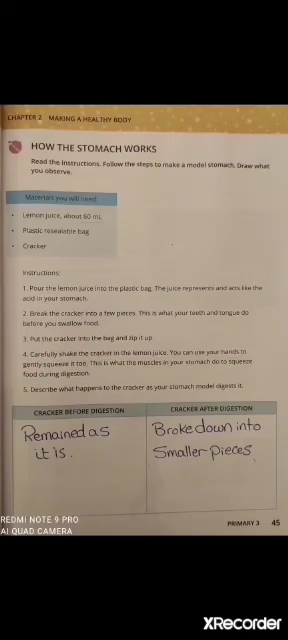 CHAPTER 2 MAKING A HEALTHY BODY
HOW THE STOMACH WORKS
Read the instructions. Follow the steps to make a model stomach. Draw what
you observe.
Materials you will need:
• Lemon juice, about 60 mL
• Plastic resealable bag
• Cracker
Instructions:
1. Pour the lemon juice into the plastic bag. The juice represents and acts like the
acid in your stomach.
2. Break the cracker into a few pieces. This is what your teeth and tongue do
before you swallow food.
3. Put the cracker into the bag and zip it up.
4. Carefully shake the cracker in the lemon juice. You can use your hands to
gently squeeze it too. This is what the muscles in your stomach do to squeeze
food during digestion.
5. Describe what happens to the cracker as your stomach model digests it.
CRACKER BEFORE DIGESTION
Remained as
it is.
CRACKER AFTER DIGESTION
Broke down into
Smaller pieces.
PRIMARY 3 45
REDMI NOTE 9 PRO
AI QUAD CAMERA
XRecorder